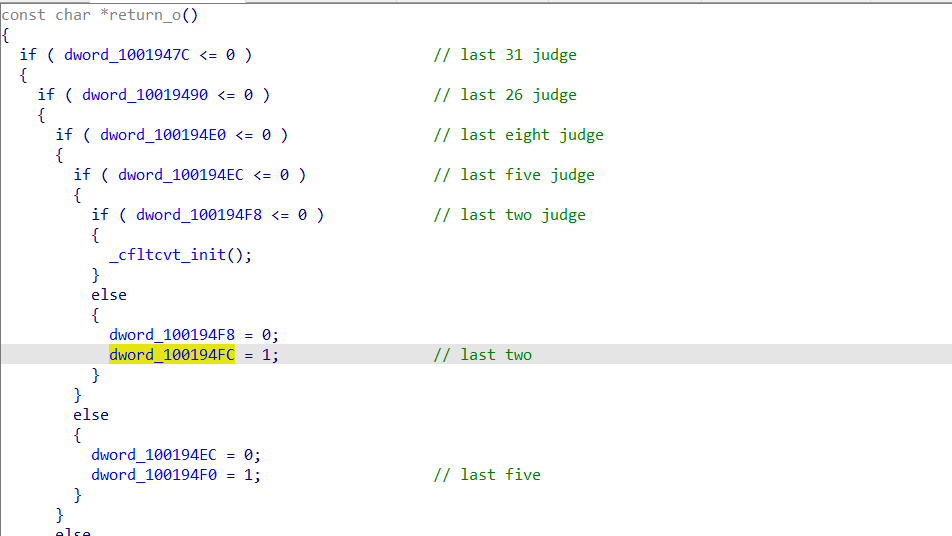 const char *return_o()
{
  if ( dword_1001947C <= 0 )                    // last 31 judge
  {
    if ( dword_10019490 <= 0 )                  // last 26 judge
    {
      if ( dword_100194E0 <= 0 )                // last eight judge
      {
        if ( dword_100194EC <= 0 )              // last five judge
        {
          if ( dword_100194F8 <= 0 )            // last two judge
          {
            _cfltcvt_init();
          }
          else
          {
            dword_100194F8 = 0;
            dword_100194FC = 1;                 // last two
          }
        }
        else
        {
          dword_100194EC = 0;
          dword_100194F0 = 1;                   // last five
        }
      }
      else